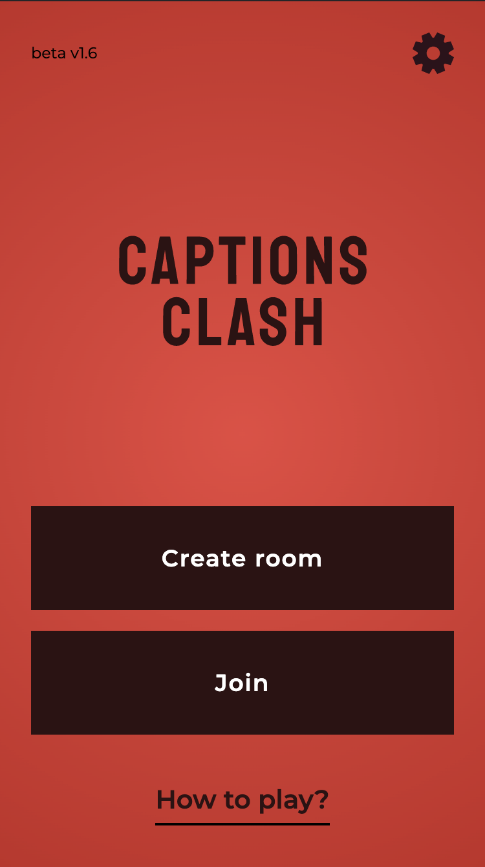 beta v1.6
CAPTIONS
CLASH
Create room
Join
How to play?